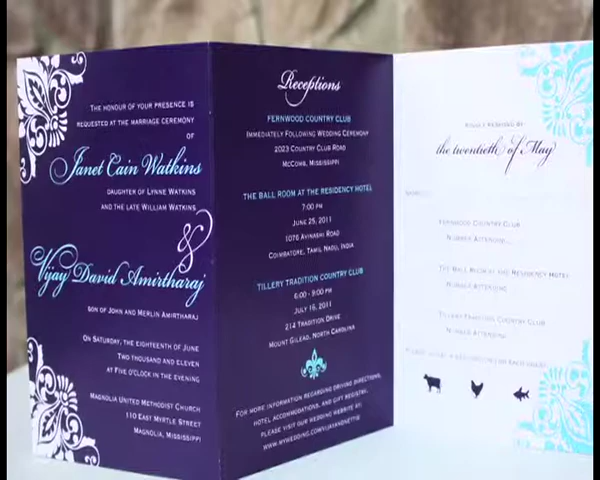 The honour of your presence is
requested at the marriage ceremony
of
Janet Cain Watkins
daughter of Lynne Watkins
and the late William Watkins
&
Vijay David Amirtharaj
son of John and Merlin Amirtharaj
On Saturday, the eighteenth of June
Two thousand and eleven
at Five o'clock in the evening
Magnolia United Methodist Church
110 East Myrtle Street
Magnolia, Mississippi
Receptions
Fernwood Country Club
Immediately Following Wedding Ceremony
2023 Country Club Road
McComb, Mississippi
The Ball Room at the Residency Hotel
7:00 pm
June 25, 2011
1076 Avinashi Road
Coimbatore, Tamil Nadu, India
Tillery Tradition Country Club
6:00 - 9:00 pm
July 16, 2011
214 Tradition Drive
Mount Gilead, North Carolina
For more information regarding driving directions,
hotel accommodations, and gift registry,
please visit our wedding website at:
Kindly respond by
the twentieth of May
Fernwood Country Club
Number Attending
The Ball Room at the Residency Hotel
Number Attending
Tillery Tradition Country Club
Number Attending